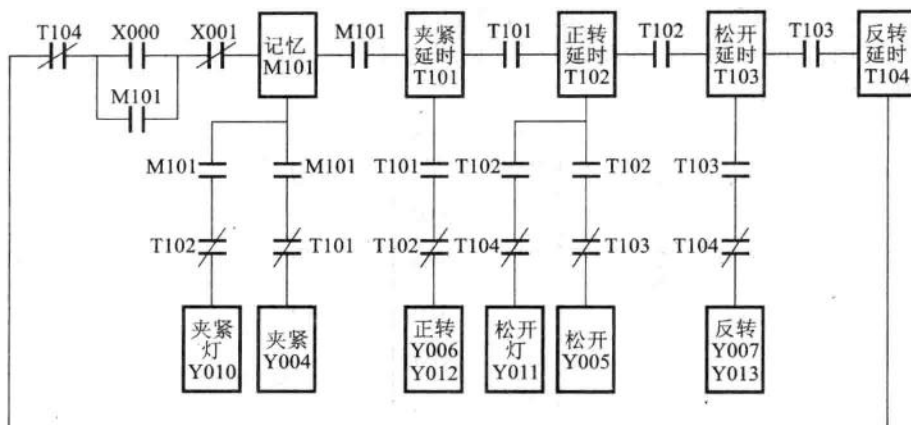 T104
X000
X001
记忆
M101
M101
夹紧
延时
T101
T101
正转
延时
T102
T102
松开
延时
T103
T103
反转
延时
T104
M101
M101
M101
T101
T102
T102
T103
T102
T101
T102
T104
T103
T104
夹紧
灯
Y010
夹紧
Y004
正转
Y006
Y012
松开
灯
Y011
松开
Y005
反转
Y007
Y013